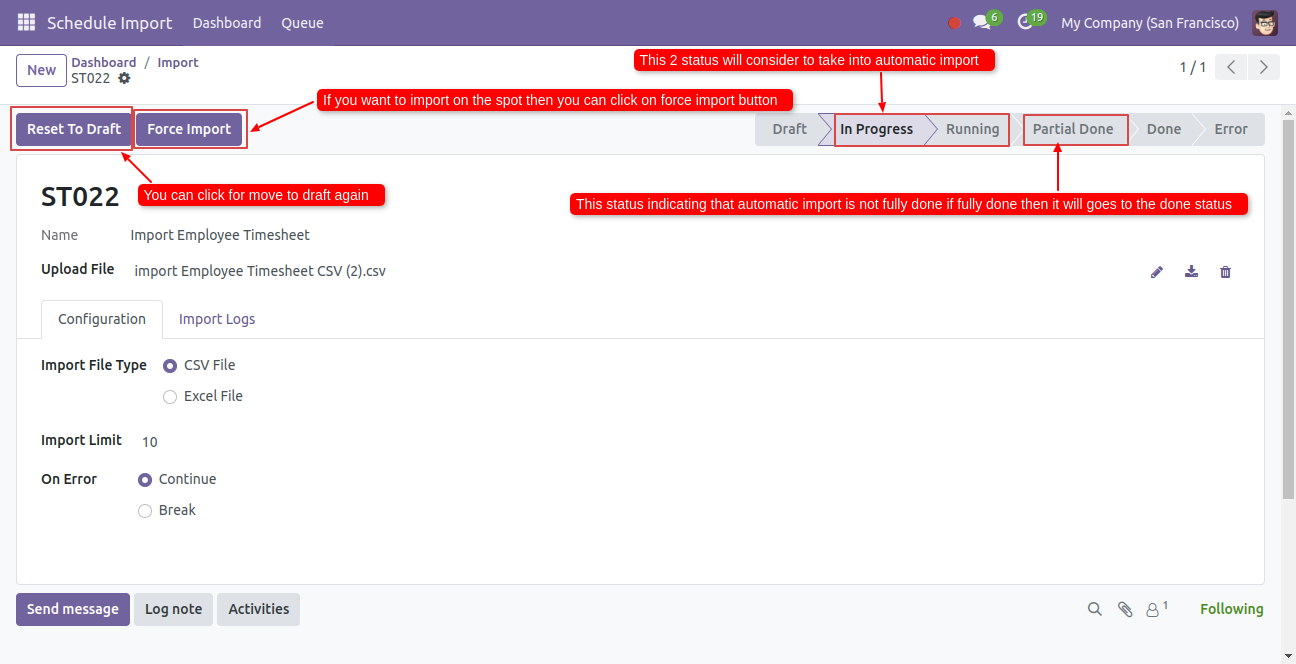 Schedule Import Dashboard Queue 6 19 My Company (San Francisco)
New Dashboard / Import
ST022
1 / 1
This 2 status will consider to take into automatic import
If you want to import on the spot then you can click on force import button
Reset To Draft Force Import
Draft In Progress Running Partial Done Done Error
You can click for move to draft again
This status indicating that automatic import is not fully done if fully done then it will goes to the done status
ST022
Name Import Employee Timesheet
Upload File import Employee Timesheet CSV (2).csv
Configuration Import Logs
Import File Type CSV File
Excel File
Import Limit 10
On Error Continue
Break
Send message Log note Activities 1 Following